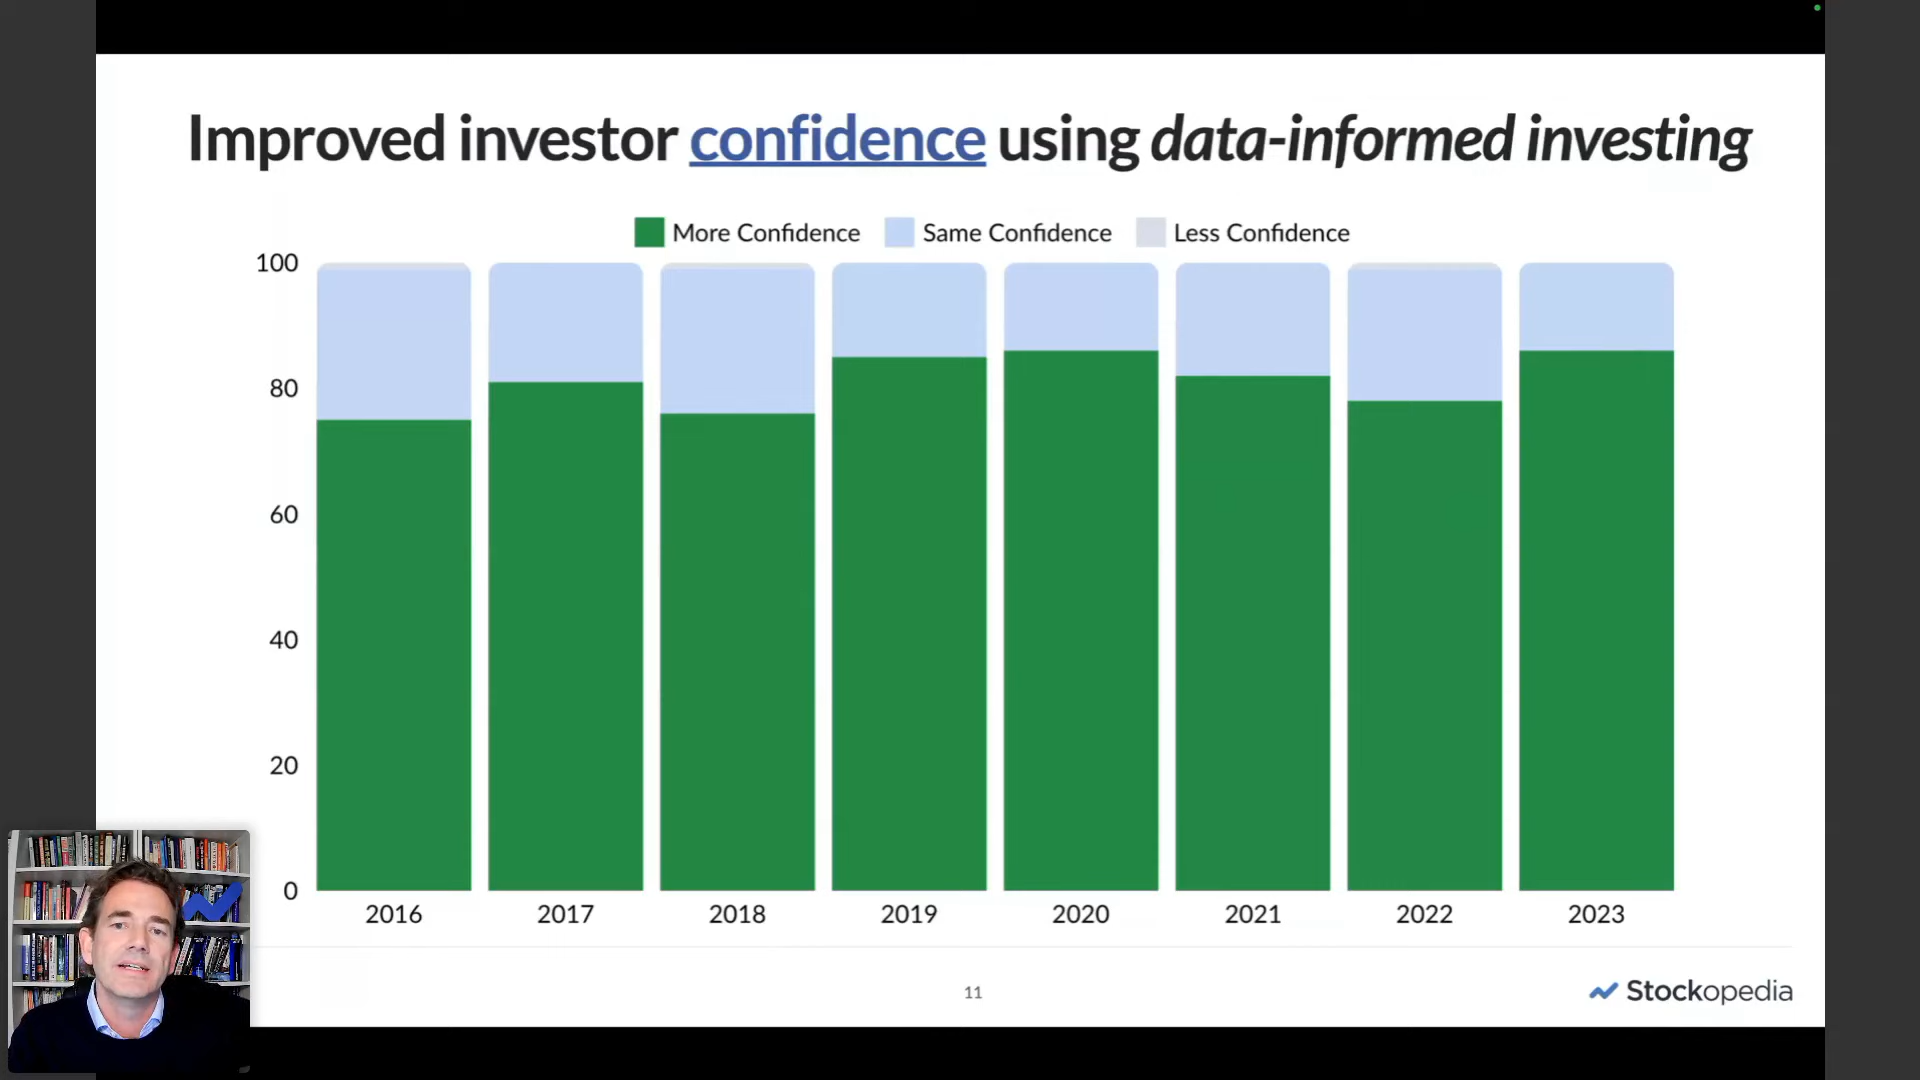 Improved investor confidence using data-informed investing
More Confidence Same Confidence Less Confidence
100
80
60
40
20
0
2016 2017 2018 2019 2020 2021 2022 2023
11
Stockopedia